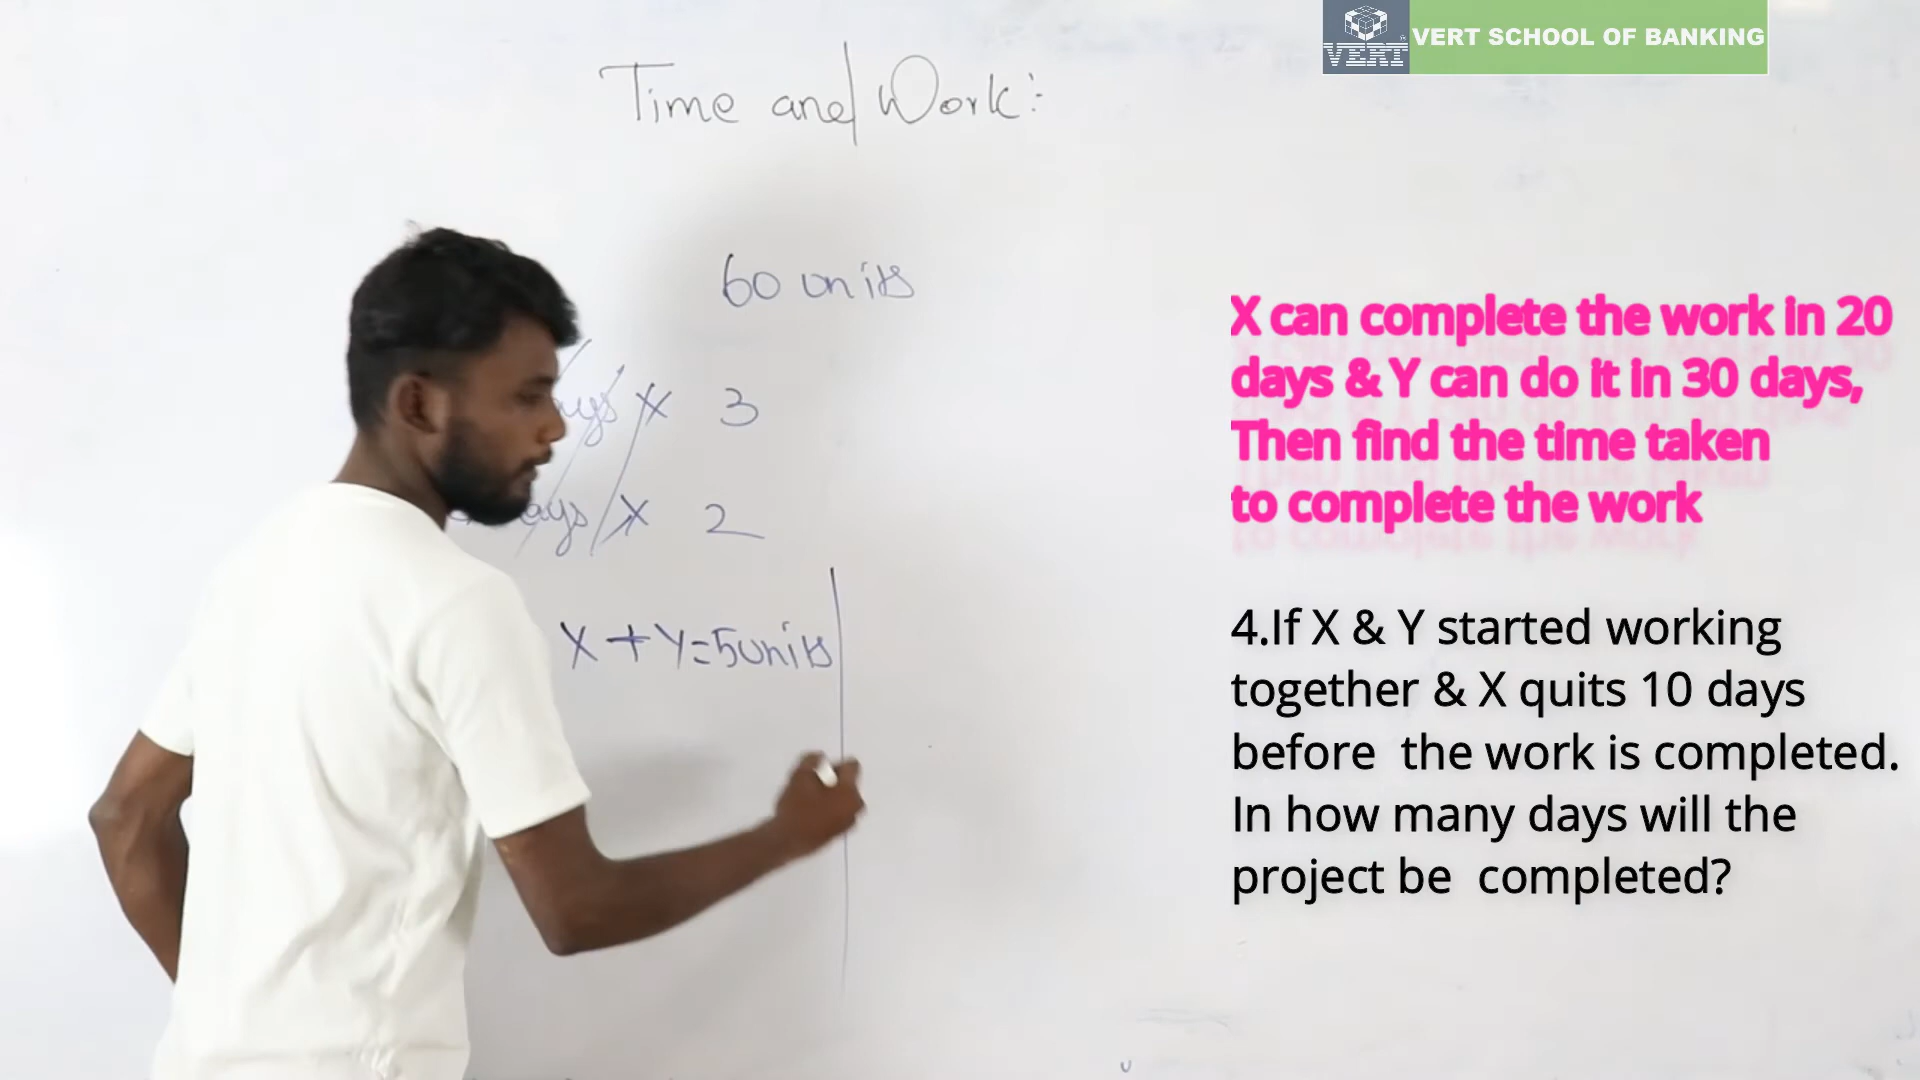 VERT
VERT SCHOOL OF BANKING
Time and Work:-
60 units
X 3
ays X 2
X + Y = 5 units
X can complete the work in 20
days & Y can do it in 30 days,
Then find the time taken
to complete the work
4.If X & Y started working
together & X quits 10 days
before the work is completed.
In how many days will the
project be completed?